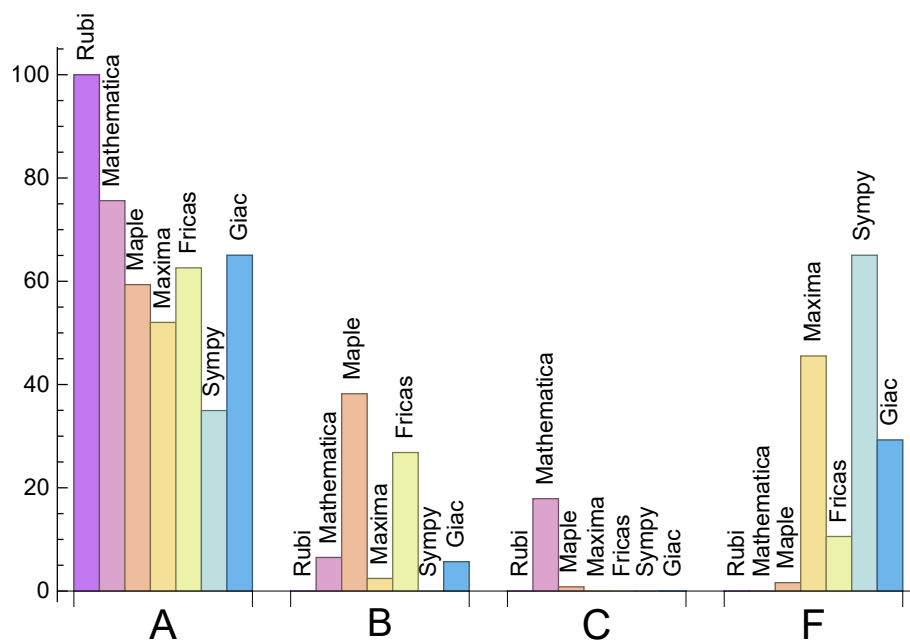 100
80
60
40
20
0
Rubi
Mathematica
Maple
Maxima
Fricas
Sympy
Giac
A
Rubi
Mathematica
Maple
Maxima
Fricas
Sympy
Giac
B
Rubi
Mathematica
Maple
Maxima
Fricas
Sympy
Giac
C
Rubi
Mathematica
Maple
Maxima
Fricas
Sympy
Giac
F